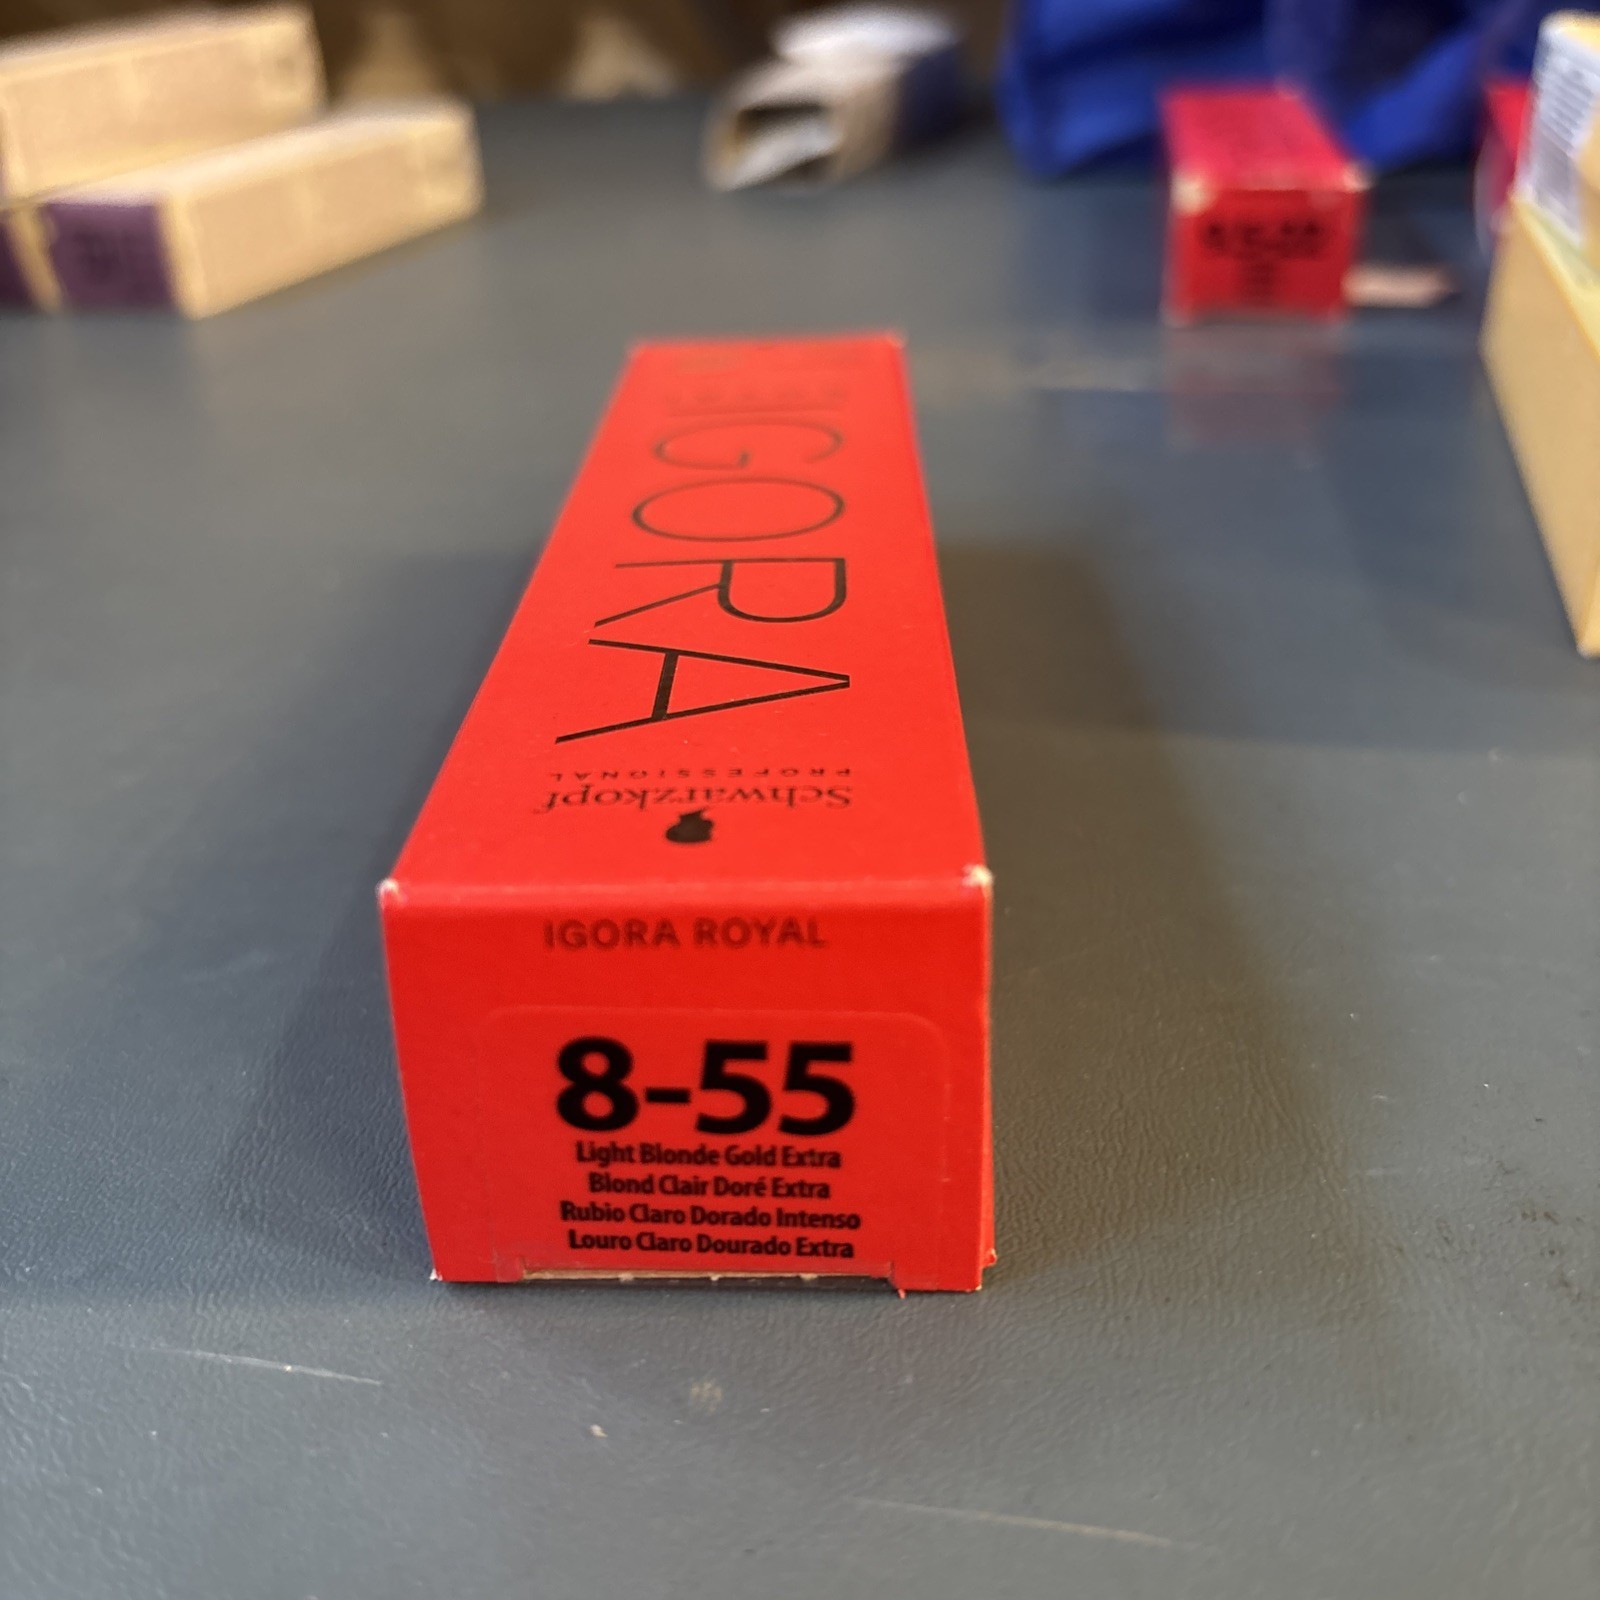 IGORA
PROFESSIONAL
Schwarzkopf
IGORA ROYAL
8-55
Light Blonde Gold Extra
Blond Clair Doré Extra
Rubio Claro Dorado Intenso
Louro Claro Dourado Extra